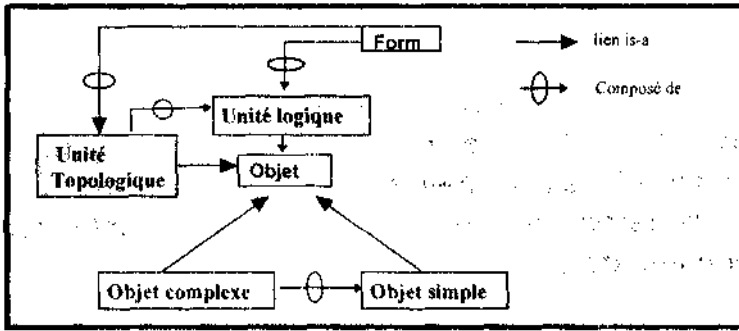 Form
lien is-a
Composé de
Unité logique
Unité
Topologique
Objet
Objet complexe
Objet simple